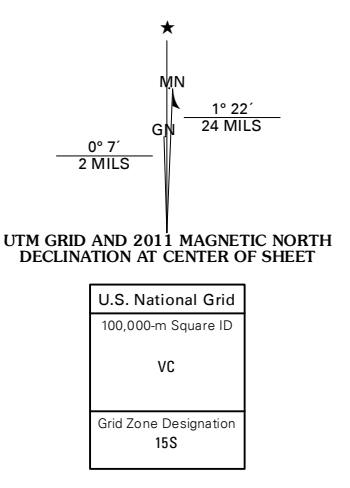 ★
MN
1° 22´
GN
24 MILS
0° 7´
2 MILS
UTM GRID AND 2011 MAGNETIC NORTH
DECLINATION AT CENTER OF SHEET
U.S. National Grid
100,000-m Square ID
VC
Grid Zone Designation
15S